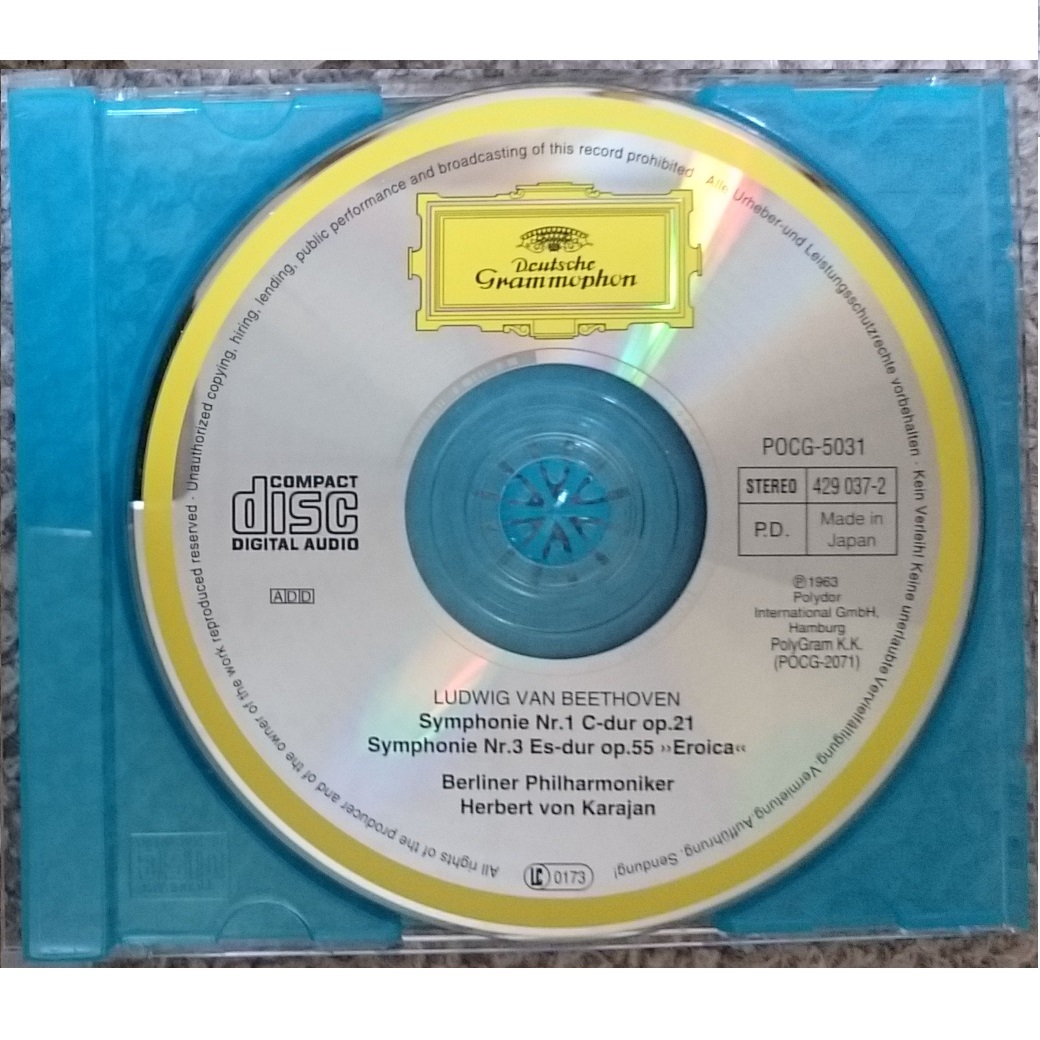 All rights of the producer and of the owner of the work reproduced reserved · Unauthorized copying, hiring, lending, public performance and broadcasting of this record prohibited · Alle Urheber-und Leistungsschutzrechte vorbehalten · Kein Verleih! Keine unerlaubte Vervielfältigung, Vermietung, Aufführung, Sendung!
Deutsche
Grammophon
COMPACT
disc
DIGITAL AUDIO
ADD
POCG-5031
STEREO 429 037-2
P.D. Made in
Japan
℗1963
Polydor
International GmbH,
Hamburg
PolyGram K.K.
(POCG-2071)
LUDWIG VAN BEETHOVEN
Symphonie Nr.1 C-dur op.21
Symphonie Nr.3 Es-dur op.55 »Eroica«
Berliner Philharmoniker
Herbert von Karajan
LC 0173